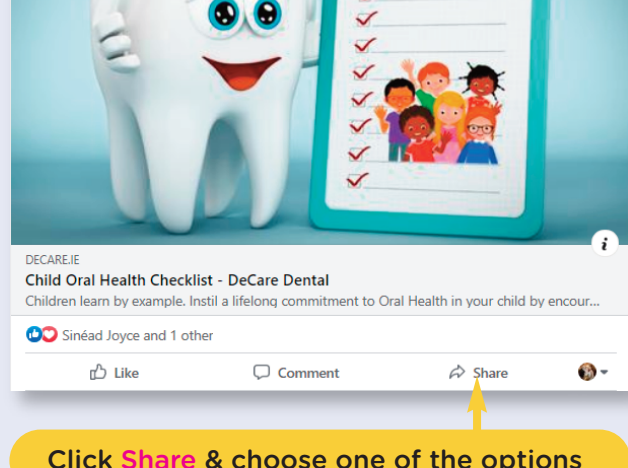 DECARE.IE
Child Oral Health Checklist - DeCare Dental
Children learn by example. Instil a lifelong commitment to Oral Health in your child by encour...
Sinéad Joyce and 1 other
Like Comment Share
Click Share & choose one of the options